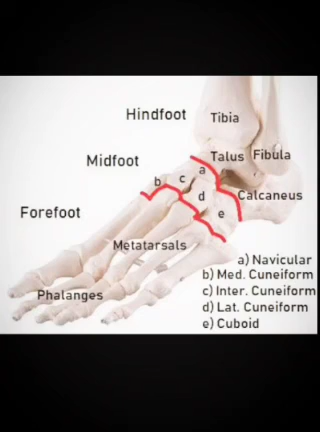 Hindfoot
Tibia
Midfoot
Talus
Fibula
a
b
c
d
Calcaneus
e
Forefoot
Metatarsals
Phalanges
a) Navicular
b) Med. Cuneiform
c) Inter. Cuneiform
d) Lat. Cuneiform
e) Cuboid